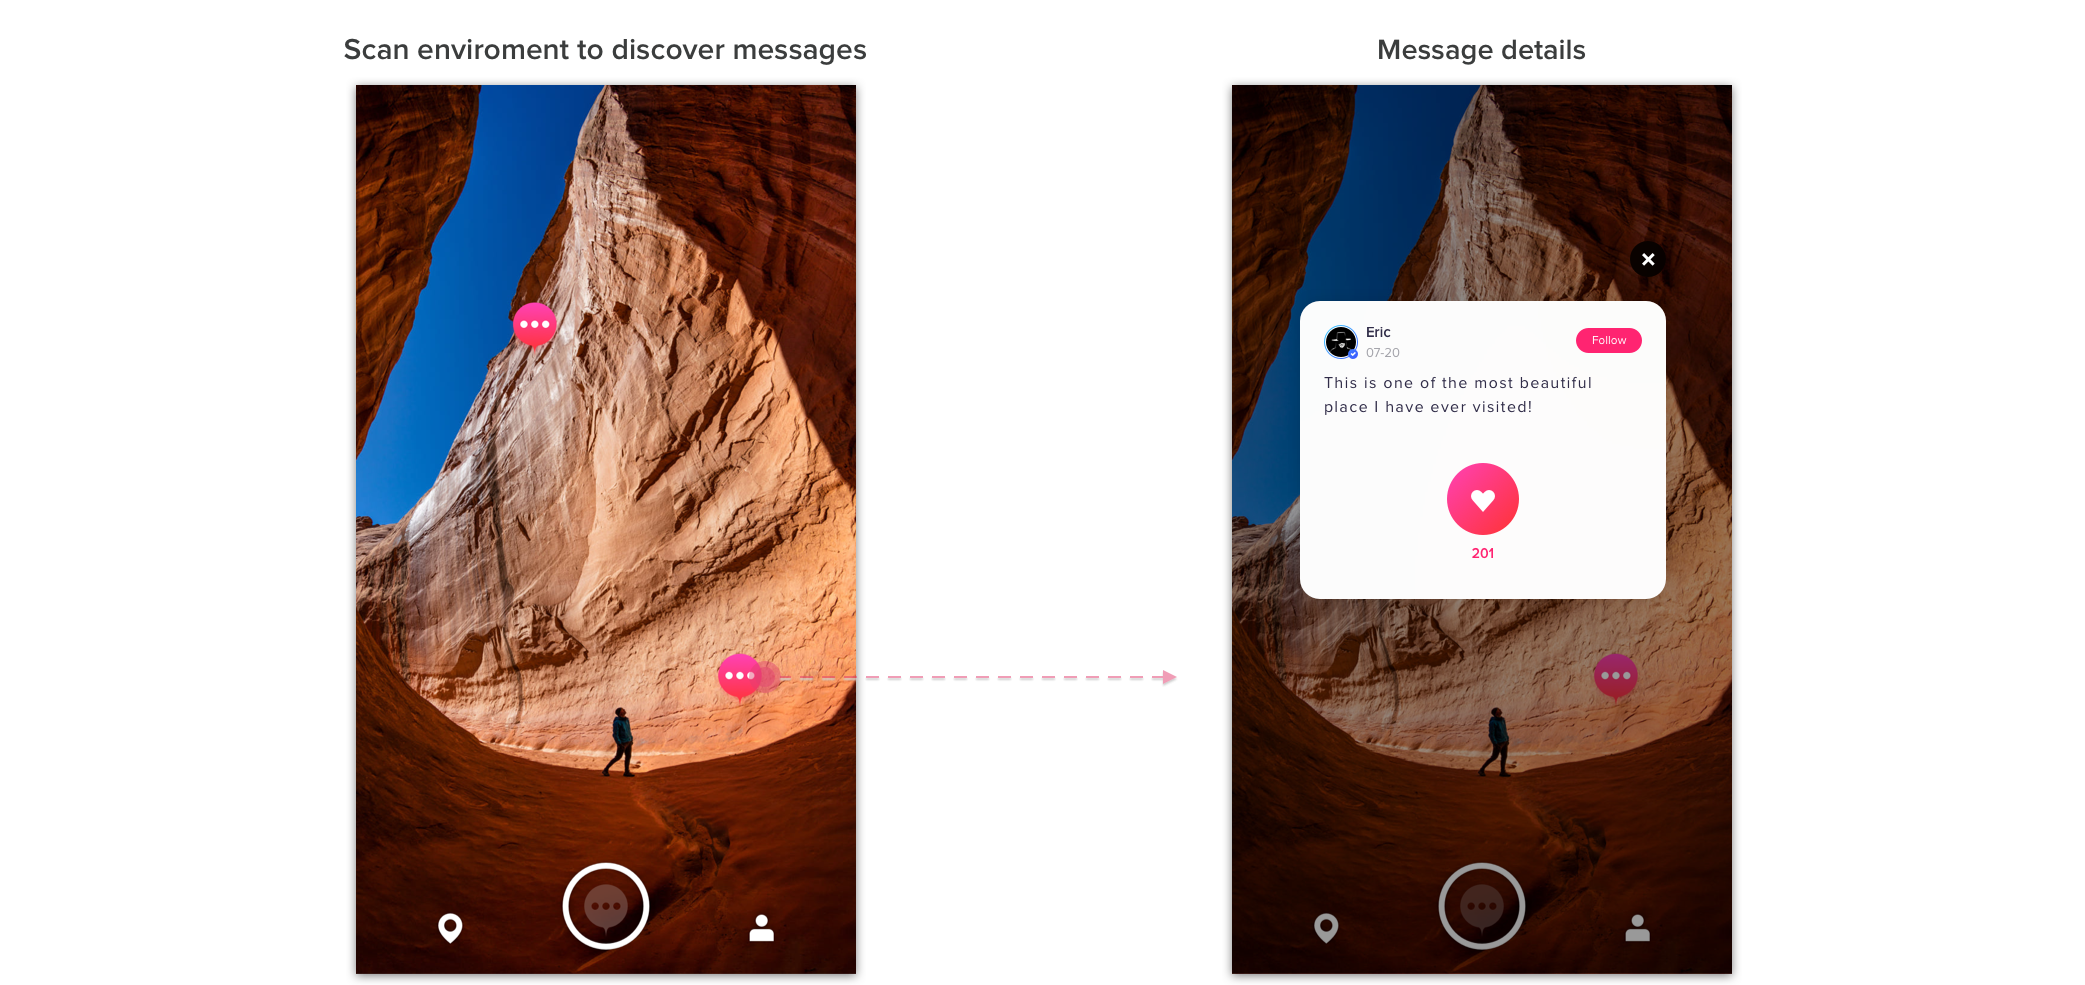 Scan enviroment to discover messages
Message details
Eric
07-20
Follow
This is one of the most beautiful
place I have ever visited!
201